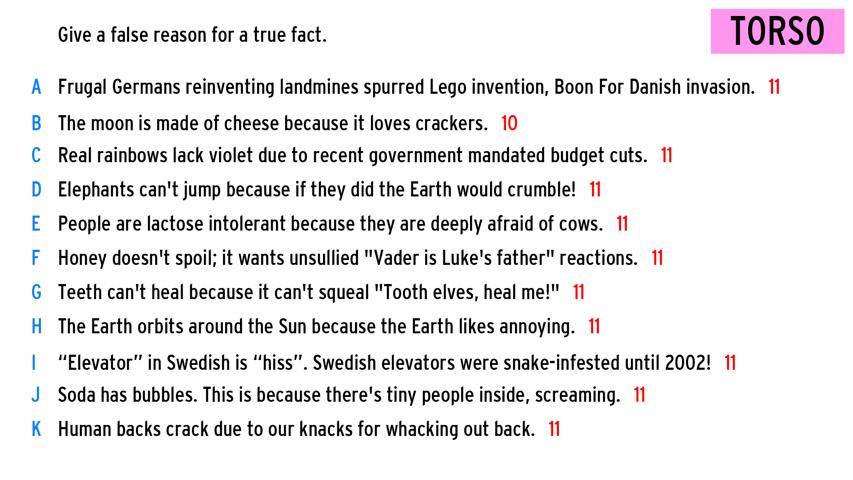 Give a false reason for a true fact.
TORSO
A Frugal Germans reinventing landmines spurred Lego invention, Boon For Danish invasion. 11
B The moon is made of cheese because it loves crackers. 10
C Real rainbows lack violet due to recent government mandated budget cuts. 11
D Elephants can't jump because if they did the Earth would crumble! 11
E People are lactose intolerant because they are deeply afraid of cows. 11
F Honey doesn't spoil; it wants unsullied "Vader is Luke's father" reactions. 11
G Teeth can't heal because it can't squeal "Tooth elves, heal me!" 11
H The Earth orbits around the Sun because the Earth likes annoying. 11
I “Elevator” in Swedish is “hiss”. Swedish elevators were snake-infested until 2002! 11
J Soda has bubbles. This is because there's tiny people inside, screaming. 11
K Human backs crack due to our knacks for whacking out back. 11